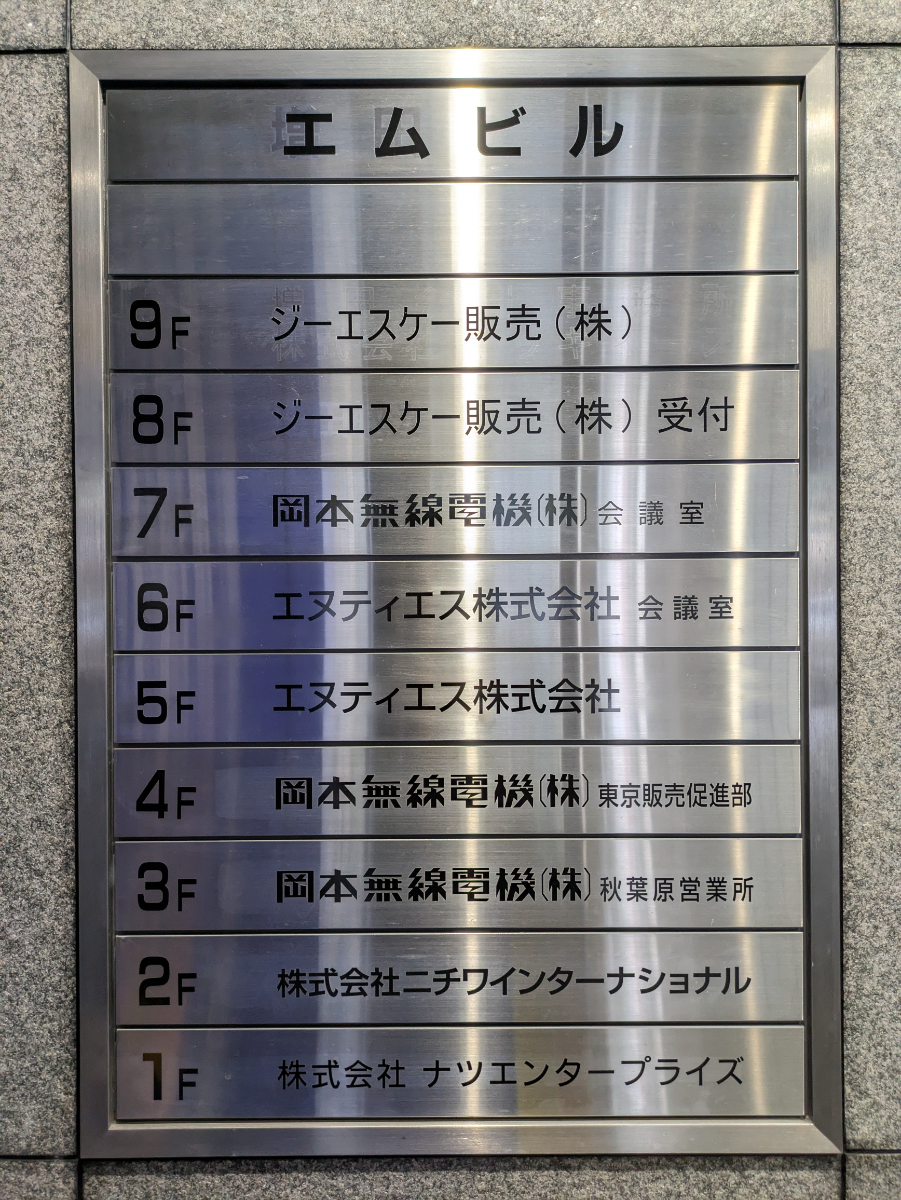 エムビル
9F ジーエスケー販売(株)
8F ジーエスケー販売(株) 受付
7F 岡本無線電機(株) 会議室
6F エヌティエス株式会社 会議室
5F エヌティエス株式会社
4F 岡本無線電機(株) 東京販売促進部
3F 岡本無線電機(株) 秋葉原営業所
2F 株式会社ニチワインターナショナル
1F 株式会社 ナツエンタープライズ